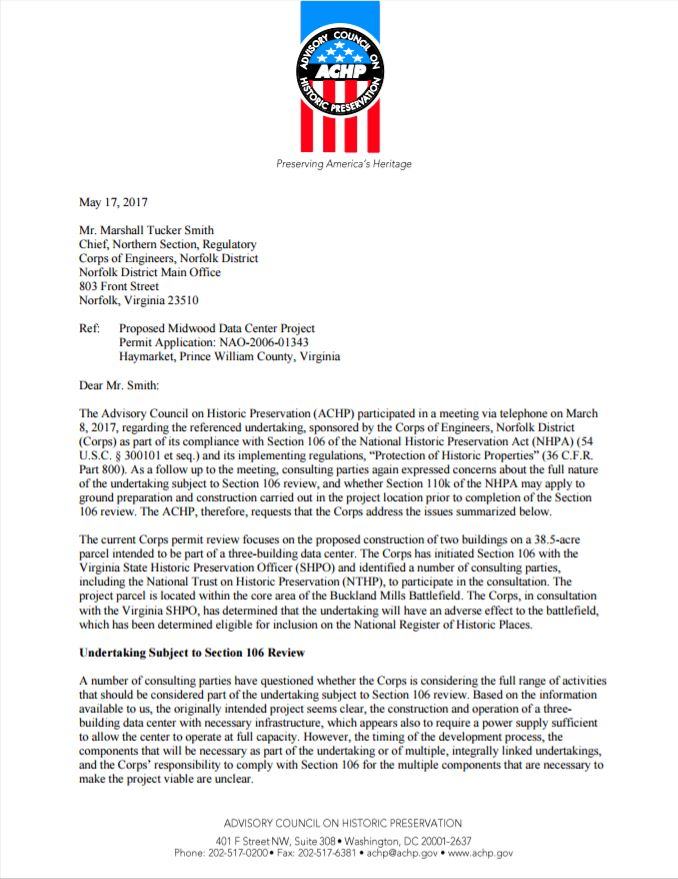 ADVISORY COUNCIL ON
ACHP
HISTORIC PRESERVATION
Preserving America's Heritage
May 17, 2017
Mr. Marshall Tucker Smith
Chief, Northern Section, Regulatory
Corps of Engineers, Norfolk District
Norfolk District Main Office
803 Front Street
Norfolk, Virginia 23510
Ref: Proposed Midwood Data Center Project
Permit Application: NAO-2006-01343
Haymarket, Prince William County, Virginia
Dear Mr. Smith:
The Advisory Council on Historic Preservation (ACHP) participated in a meeting via telephone on March
8, 2017, regarding the referenced undertaking, sponsored by the Corps of Engineers, Norfolk District
(Corps) as part of its compliance with Section 106 of the National Historic Preservation Act (NHPA) (54
U.S.C. § 300101 et seq.) and its implementing regulations, “Protection of Historic Properties” (36 C.F.R.
Part 800). As a follow up to the meeting, consulting parties again expressed concerns about the full nature
of the undertaking subject to Section 106 review, and whether Section 110k of the NHPA may apply to
ground preparation and construction carried out in the project location prior to completion of the Section
106 review. The ACHP, therefore, requests that the Corps address the issues summarized below.
The current Corps permit review focuses on the proposed construction of two buildings on a 38.5-acre
parcel intended to be part of a three-building data center. The Corps has initiated Section 106 with the
Virginia State Historic Preservation Officer (SHPO) and identified a number of consulting parties,
including the National Trust on Historic Preservation (NTHP), to participate in the consultation. The
project parcel is located within the core area of the Buckland Mills Battlefield. The Corps, in consultation
with the Virginia SHPO, has determined that the undertaking will have an adverse effect to the battlefield,
which has been determined eligible for inclusion on the National Register of Historic Places.
Undertaking Subject to Section 106 Review
A number of consulting parties have questioned whether the Corps is considering the full range of activities
that should be considered part of the undertaking subject to Section 106 review. Based on the information
available to us, the originally intended project seems clear, the construction and operation of a three-
building data center with necessary infrastructure, which appears also to require a power supply sufficient
to allow the center to operate at full capacity. However, the timing of the development process, the
components that will be necessary as part of the undertaking or of multiple, integrally linked undertakings,
and the Corps’ responsibility to comply with Section 106 for the multiple components that are necessary to
make the project viable are unclear.
ADVISORY COUNCIL ON HISTORIC PRESERVATION
401 F Street NW, Suite 308 • Washington, DC 20001-2637
Phone: 202-517-0200 • Fax: 202-517-6381 • achp@achp.gov • www.achp.gov